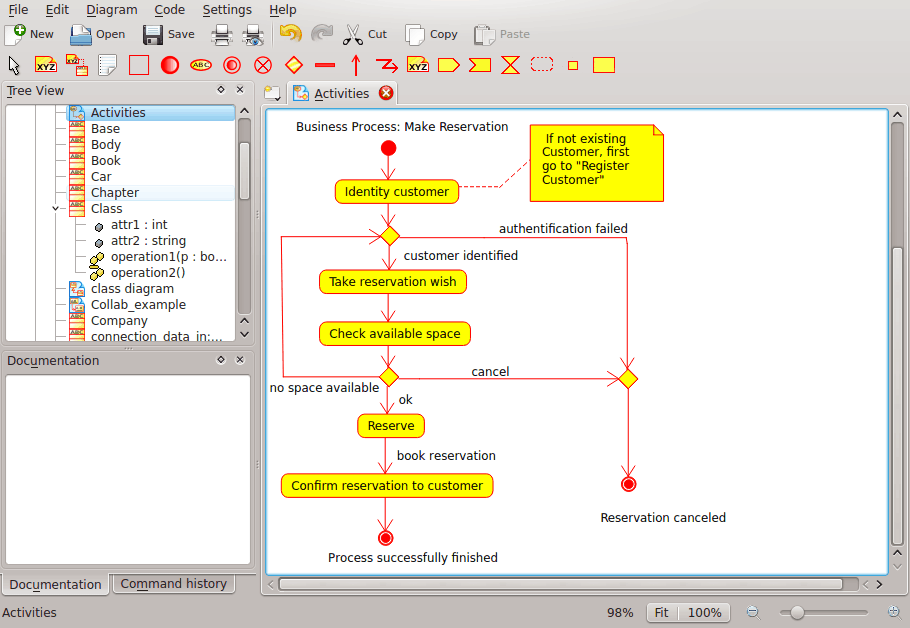 File Edit Diagram Code Settings Help
New Open Save Cut Copy Paste
XYZ XYZ ABC XYZ
Tree View
Activities
Activities
Base
Body
Book
Car
Chapter
Class
attr1 : int
attr2 : string
operation1(p : bo...
operation2()
class diagram
Collab_example
Company
connection_data_in:...
Documentation
Documentation
Command history
Business Process: Make Reservation
If not existing
Customer, first
go to "Register
Customer"
Identity customer
authentification failed
customer identified
Take reservation wish
Check available space
cancel
no space available
ok
Reserve
book reservation
Confirm reservation to customer
Reservation canceled
Process successfully finished
Activities
98% Fit 100%